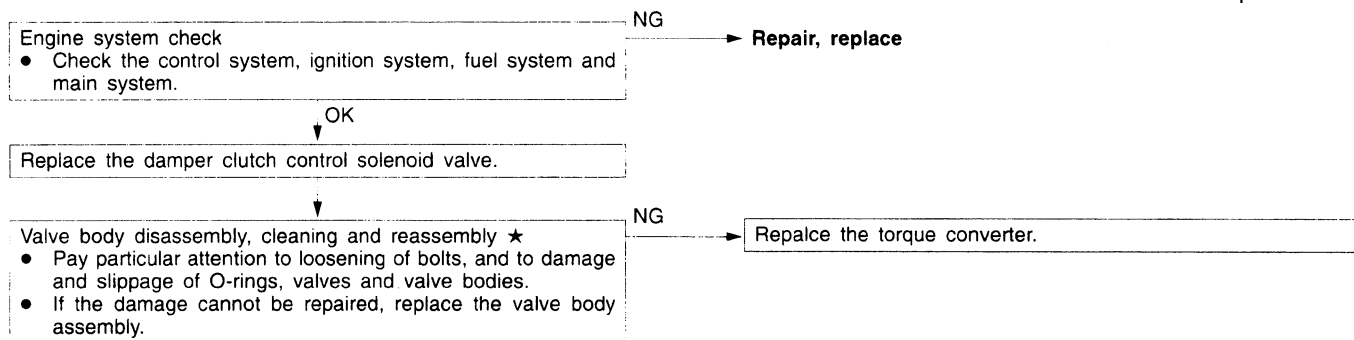 NG
Engine system check
● Check the control system, ignition system, fuel system and
main system.
Repair, replace
OK
Replace the damper clutch control solenoid valve.
NG
Valve body disassembly, cleaning and reassembly ★
● Pay particular attention to loosening of bolts, and to damage
and slippage of O-rings, valves and valve bodies.
● If the damage cannot be repaired, replace the valve body
assembly.
Repalce the torque converter.